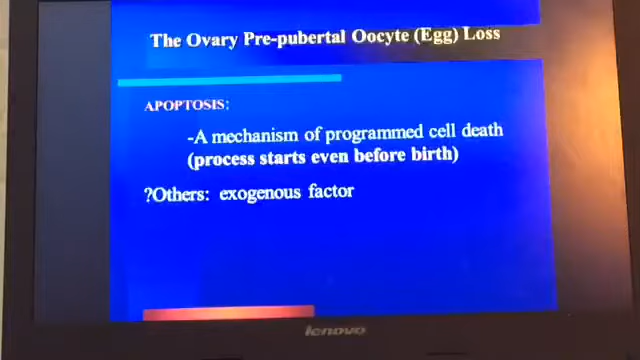 The Ovary Pre-pubertal Oocyte (Egg) Loss
APOPTOSIS:
-A mechanism of programmed cell death
(process starts even before birth)
?Others: exogenous factor
lenovo